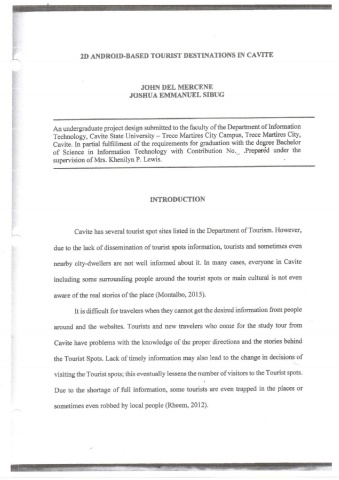 2D ANDROID-BASED TOURIST DESTINATIONS IN CAVITE
JOHN DEL MERCENE
JOSHUA EMMANUEL SIBUG
An undergraduate project design submitted to the faculty of the Department of Information
Technology, Cavite State University – Trece Martires City Campus, Trece Martires City,
Cavite. In partial fulfillment of the requirements for graduation with the degree Bachelor
of Science in Information Technology with Contribution No._ .Prepared under the
supervision of Mrs. Khenilyn P. Lewis.
INTRODUCTION
Cavite has several tourist spot sites listed in the Department of Tourism. However,
due to the lack of dissemination of tourist spots information, tourists and sometimes even
nearby city-dwellers are not well informed about it. In many cases, everyone in Cavite
including some surrounding people around the tourist spots or main cultural is not even
aware of the real stories of the place (Montalbo, 2015).
It is difficult for travelers when they cannot get the desired information from people
around and the websites. Tourists and new travelers who come for the study tour from
Cavite have problems with the knowledge of the proper directions and the stories behind
the Tourist Spots. Lack of timely information may also lead to the change in decisions of
visiting the Tourist spots; this eventually lessens the number of visitors to the Tourist spots.
Due to the shortage of full information, some tourists are even trapped in the places or
sometimes even robbed by local people (Rheem, 2012).